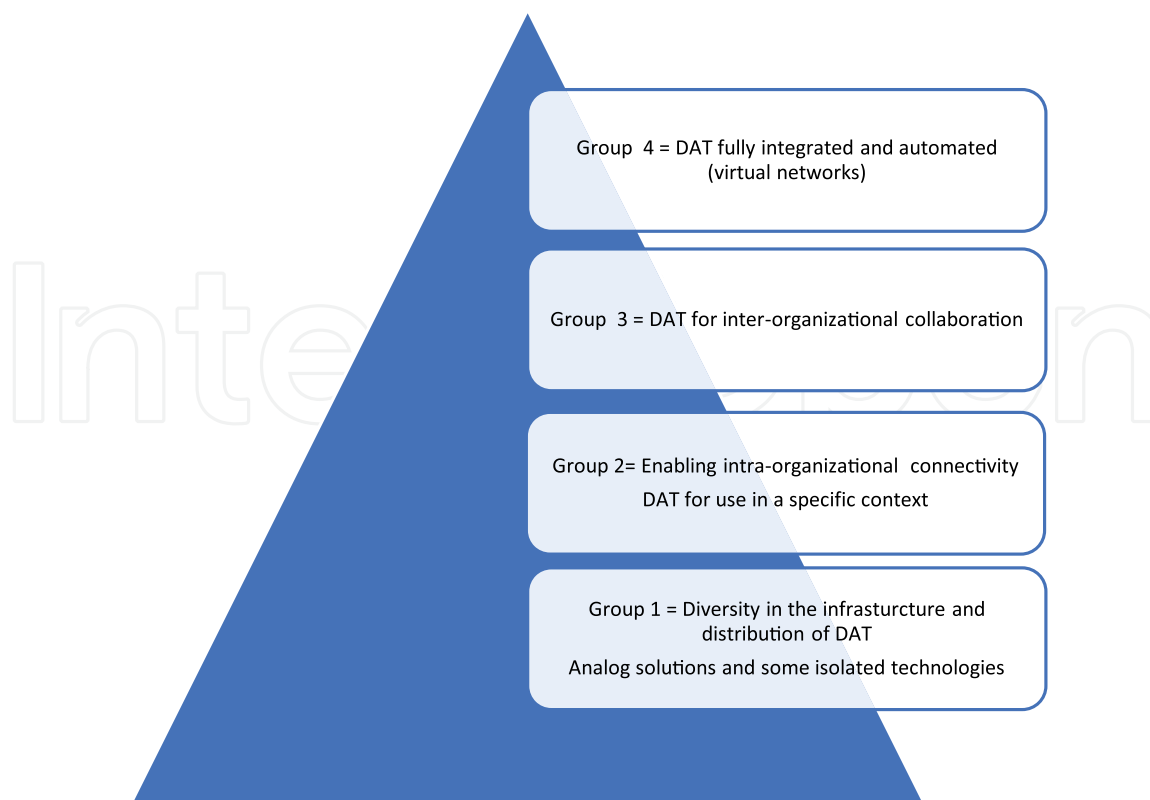 Group 4 = DAT fully integrated and automated
(virtual networks)
Group 3 = DAT for inter-organizational collaboration
Group 2= Enabling intra-organizational connectivity
DAT for use in a specific context
Group 1 = Diversity in the infrasturcture and
distribution of DAT
Analog solutions and some isolated technologies